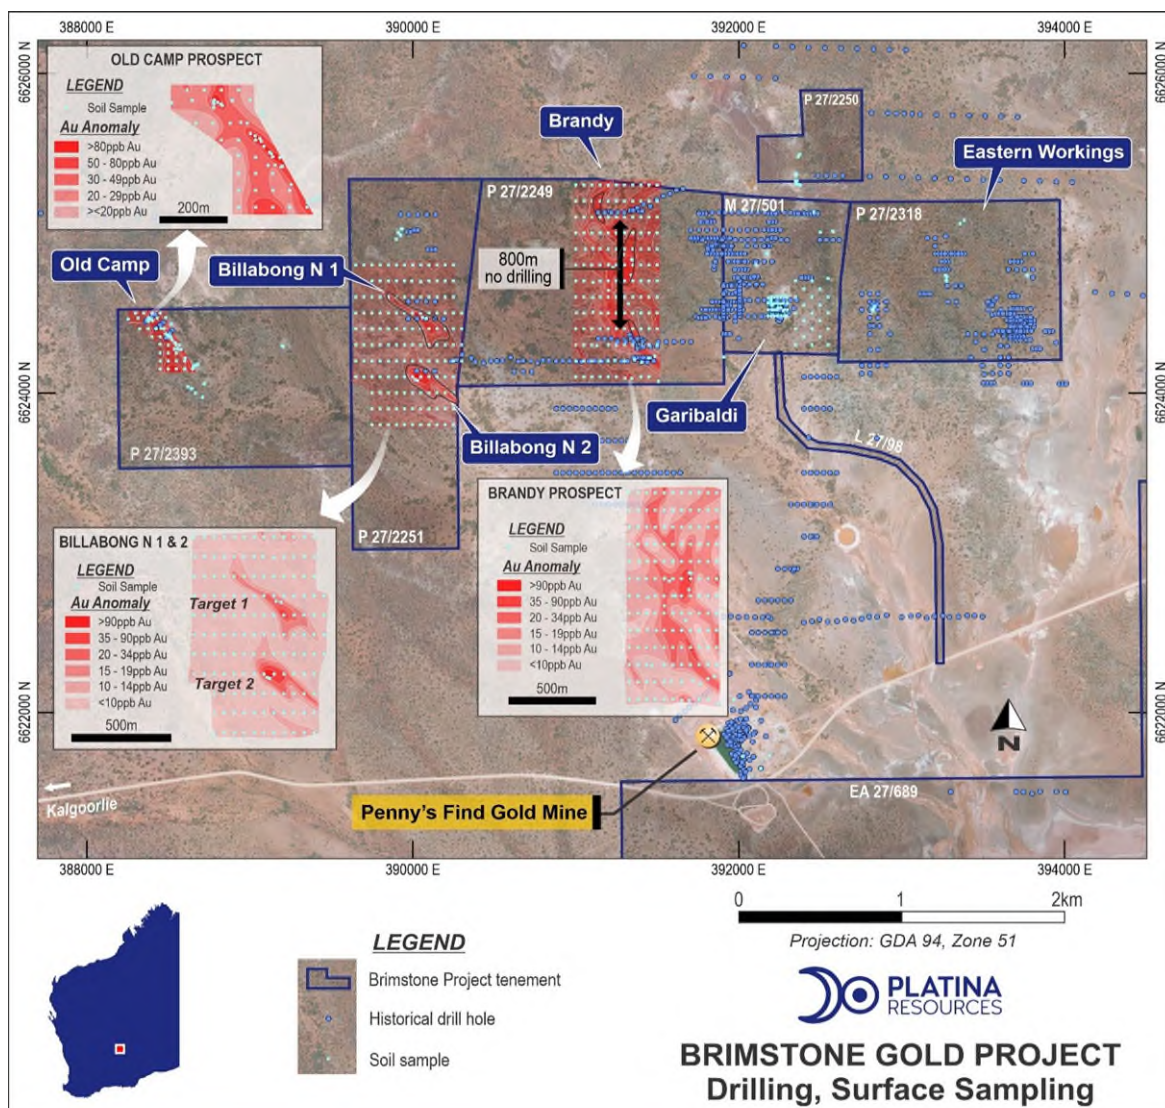 388000 E
390000 E
392000 E
394000 E
6626000 N
6626000 N
OLD CAMP PROSPECT
LEGEND
Soil Sample
Au Anomaly
>80ppb Au
50 - 80ppb Au
30 - 49ppb Au
20 - 29ppb Au
><20ppb Au
200m
Brandy
P 27/2250
Eastern Workings
P 27/2249
M 27/501
P 27/2318
Old Camp
Billabong N 1
800m
no drilling
6624000 N
6624000 N
Garibaldi
Billabong N 2
P 27/2393
L 27/98
P 27/2251
BRANDY PROSPECT
LEGEND
Soil Sample
Au Anomaly
>90ppb Au
35 - 90ppb Au
20 - 34ppb Au
15 - 19ppb Au
10 - 14ppb Au
<10ppb Au
500m
BILLABONG N 1 & 2
LEGEND
Soil Sample
Au Anomaly
>90ppb Au
35 - 90ppb Au
20 - 34ppb Au
15 - 19ppb Au
10 - 14ppb Au
<10ppb Au
500m
Target 1
Target 2
6622000 N
6622000 N
N
Kalgoorlie
EA 27/689
Penny's Find Gold Mine
388000 E
390000 E
392000 E
394000 E
0 1 2km
Projection: GDA 94, Zone 51
LEGEND
Brimstone Project tenement
Historical drill hole
Soil sample
PLATINA
RESOURCES
BRIMSTONE GOLD PROJECT
Drilling, Surface Sampling